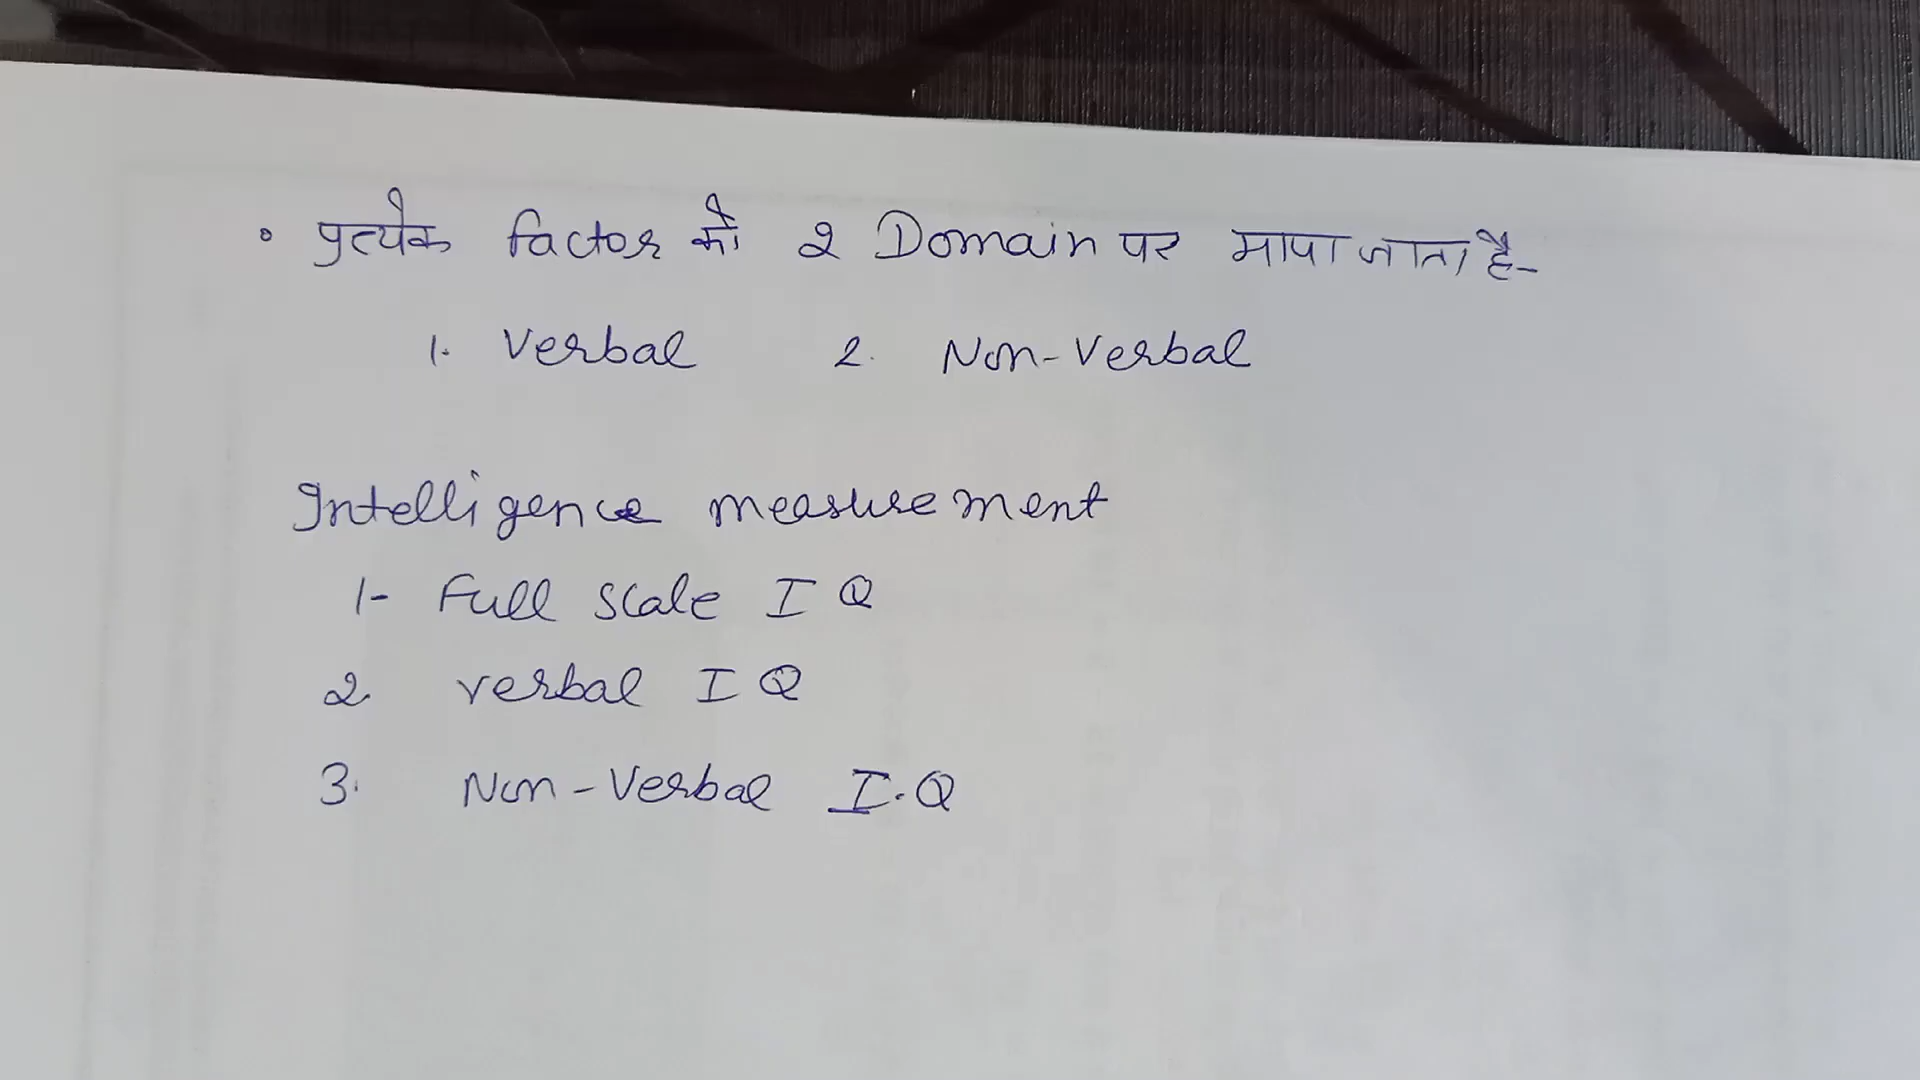 • प्रत्येक factor को 2 Domain पर मापा जाता है-
1. Verbal 2. Non-Verbal
Intelligence measurement
1- Full scale I Q
2. verbal I Q
3. Non-Verbal I.Q